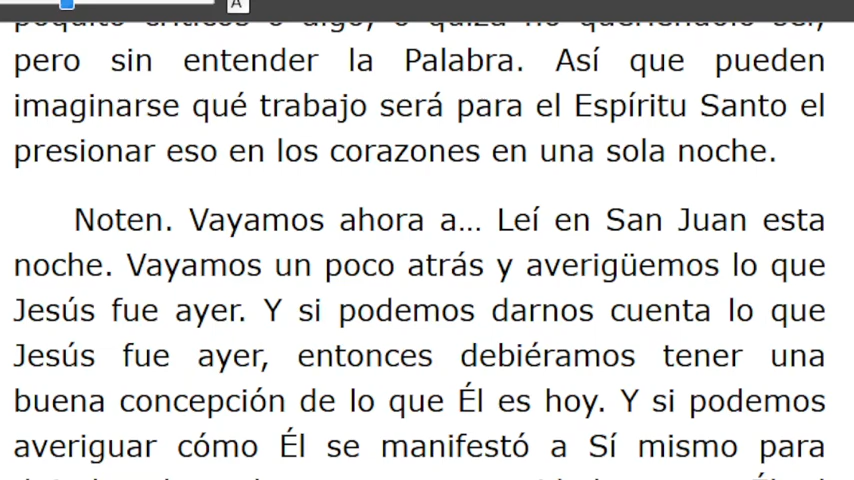 pero sin entender la Palabra. Así que pueden
imaginarse qué trabajo será para el Espíritu Santo el
presionar eso en los corazones en una sola noche.
Noten. Vayamos ahora a... Leí en San Juan esta
noche. Vayamos un poco atrás y averigüemos lo que
Jesús fue ayer. Y si podemos darnos cuenta lo que
Jesús fue ayer, entonces debiéramos tener una
buena concepción de lo que Él es hoy. Y si podemos
averiguar cómo Él se manifestó a Sí mismo para